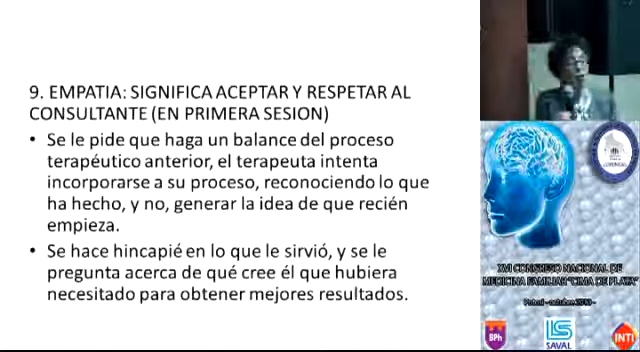 9. EMPATIA: SIGNIFICA ACEPTAR Y RESPETAR AL
CONSULTANTE (EN PRIMERA SESION)
• Se le pide que haga un balance del proceso
terapéutico anterior, el terapeuta intenta
incorporarse a su proceso, reconociendo lo que
ha hecho, y no, generar la idea de que recién
empieza.
• Se hace hincapié en lo que le sirvió, y se le
pregunta acerca de qué cree él que hubiera
necesitado para obtener mejores resultados.
XVI CONGRESO NACIONAL DE
MEDICINA FAMILIAR "CIMA DE PLATA"
BPh
SAVAL
INTI